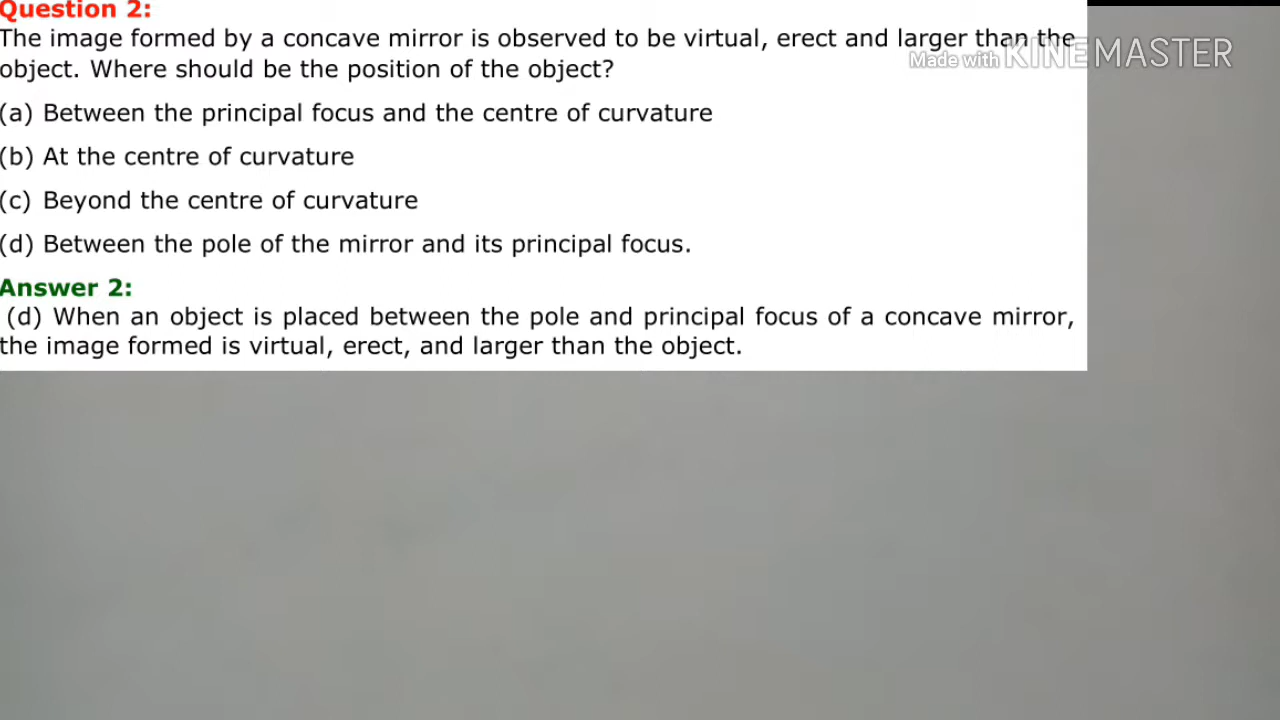 Question 2:
The image formed by a concave mirror is observed to be virtual, erect and larger than the
object. Where should be the position of the object?
Made with KINEMASTER
(a) Between the principal focus and the centre of curvature
(b) At the centre of curvature
(c) Beyond the centre of curvature
(d) Between the pole of the mirror and its principal focus.
Answer 2:
(d) When an object is placed between the pole and principal focus of a concave mirror,
the image formed is virtual, erect, and larger than the object.